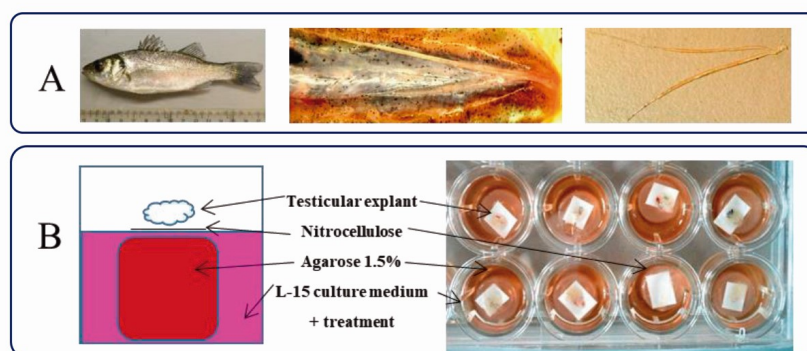 A
B
Testicular explant
Nitrocellulose
Agarose 1.5%
L-15 culture medium
+ treatment